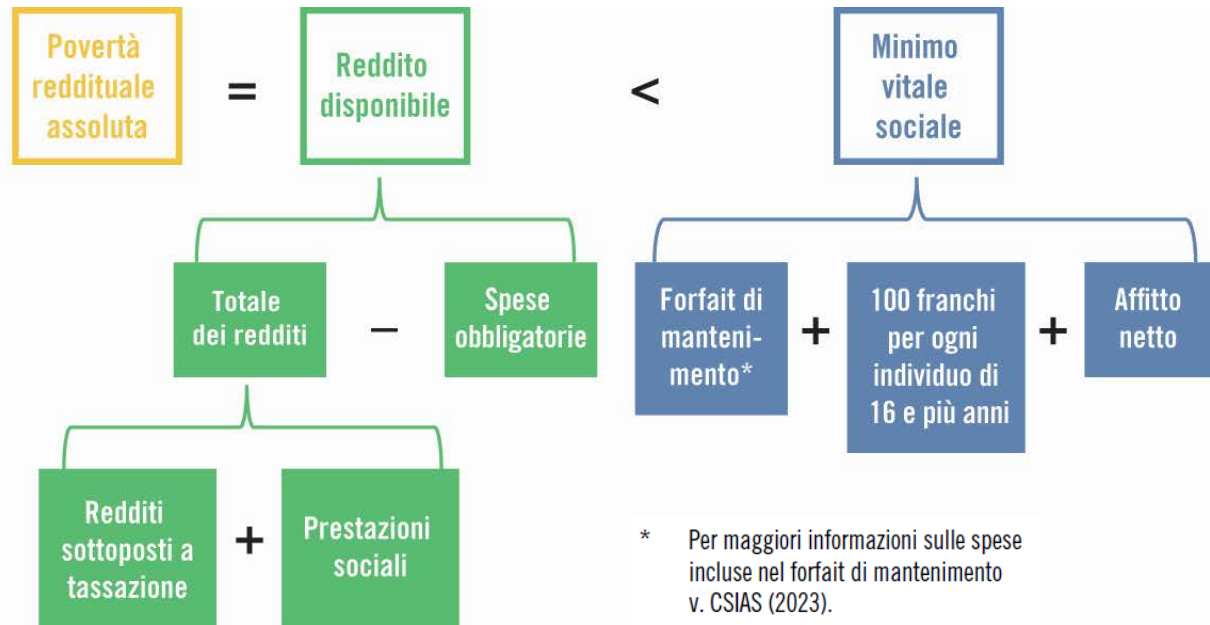 Povertà
reddituale
assoluta
=
Reddito
disponibile
<
Minimo
vitale
sociale
Totale
dei redditi
–
Spese
obbligatorie
Forfait di
manteni-
mento*
+
100 franchi
per ogni
individuo di
16 e più anni
+
Affitto
netto
Redditi
sottoposti a
tassazione
+
Prestazioni
sociali
* Per maggiori informazioni sulle spese
incluse nel forfait di mantenimento
v. CSIAS (2023).